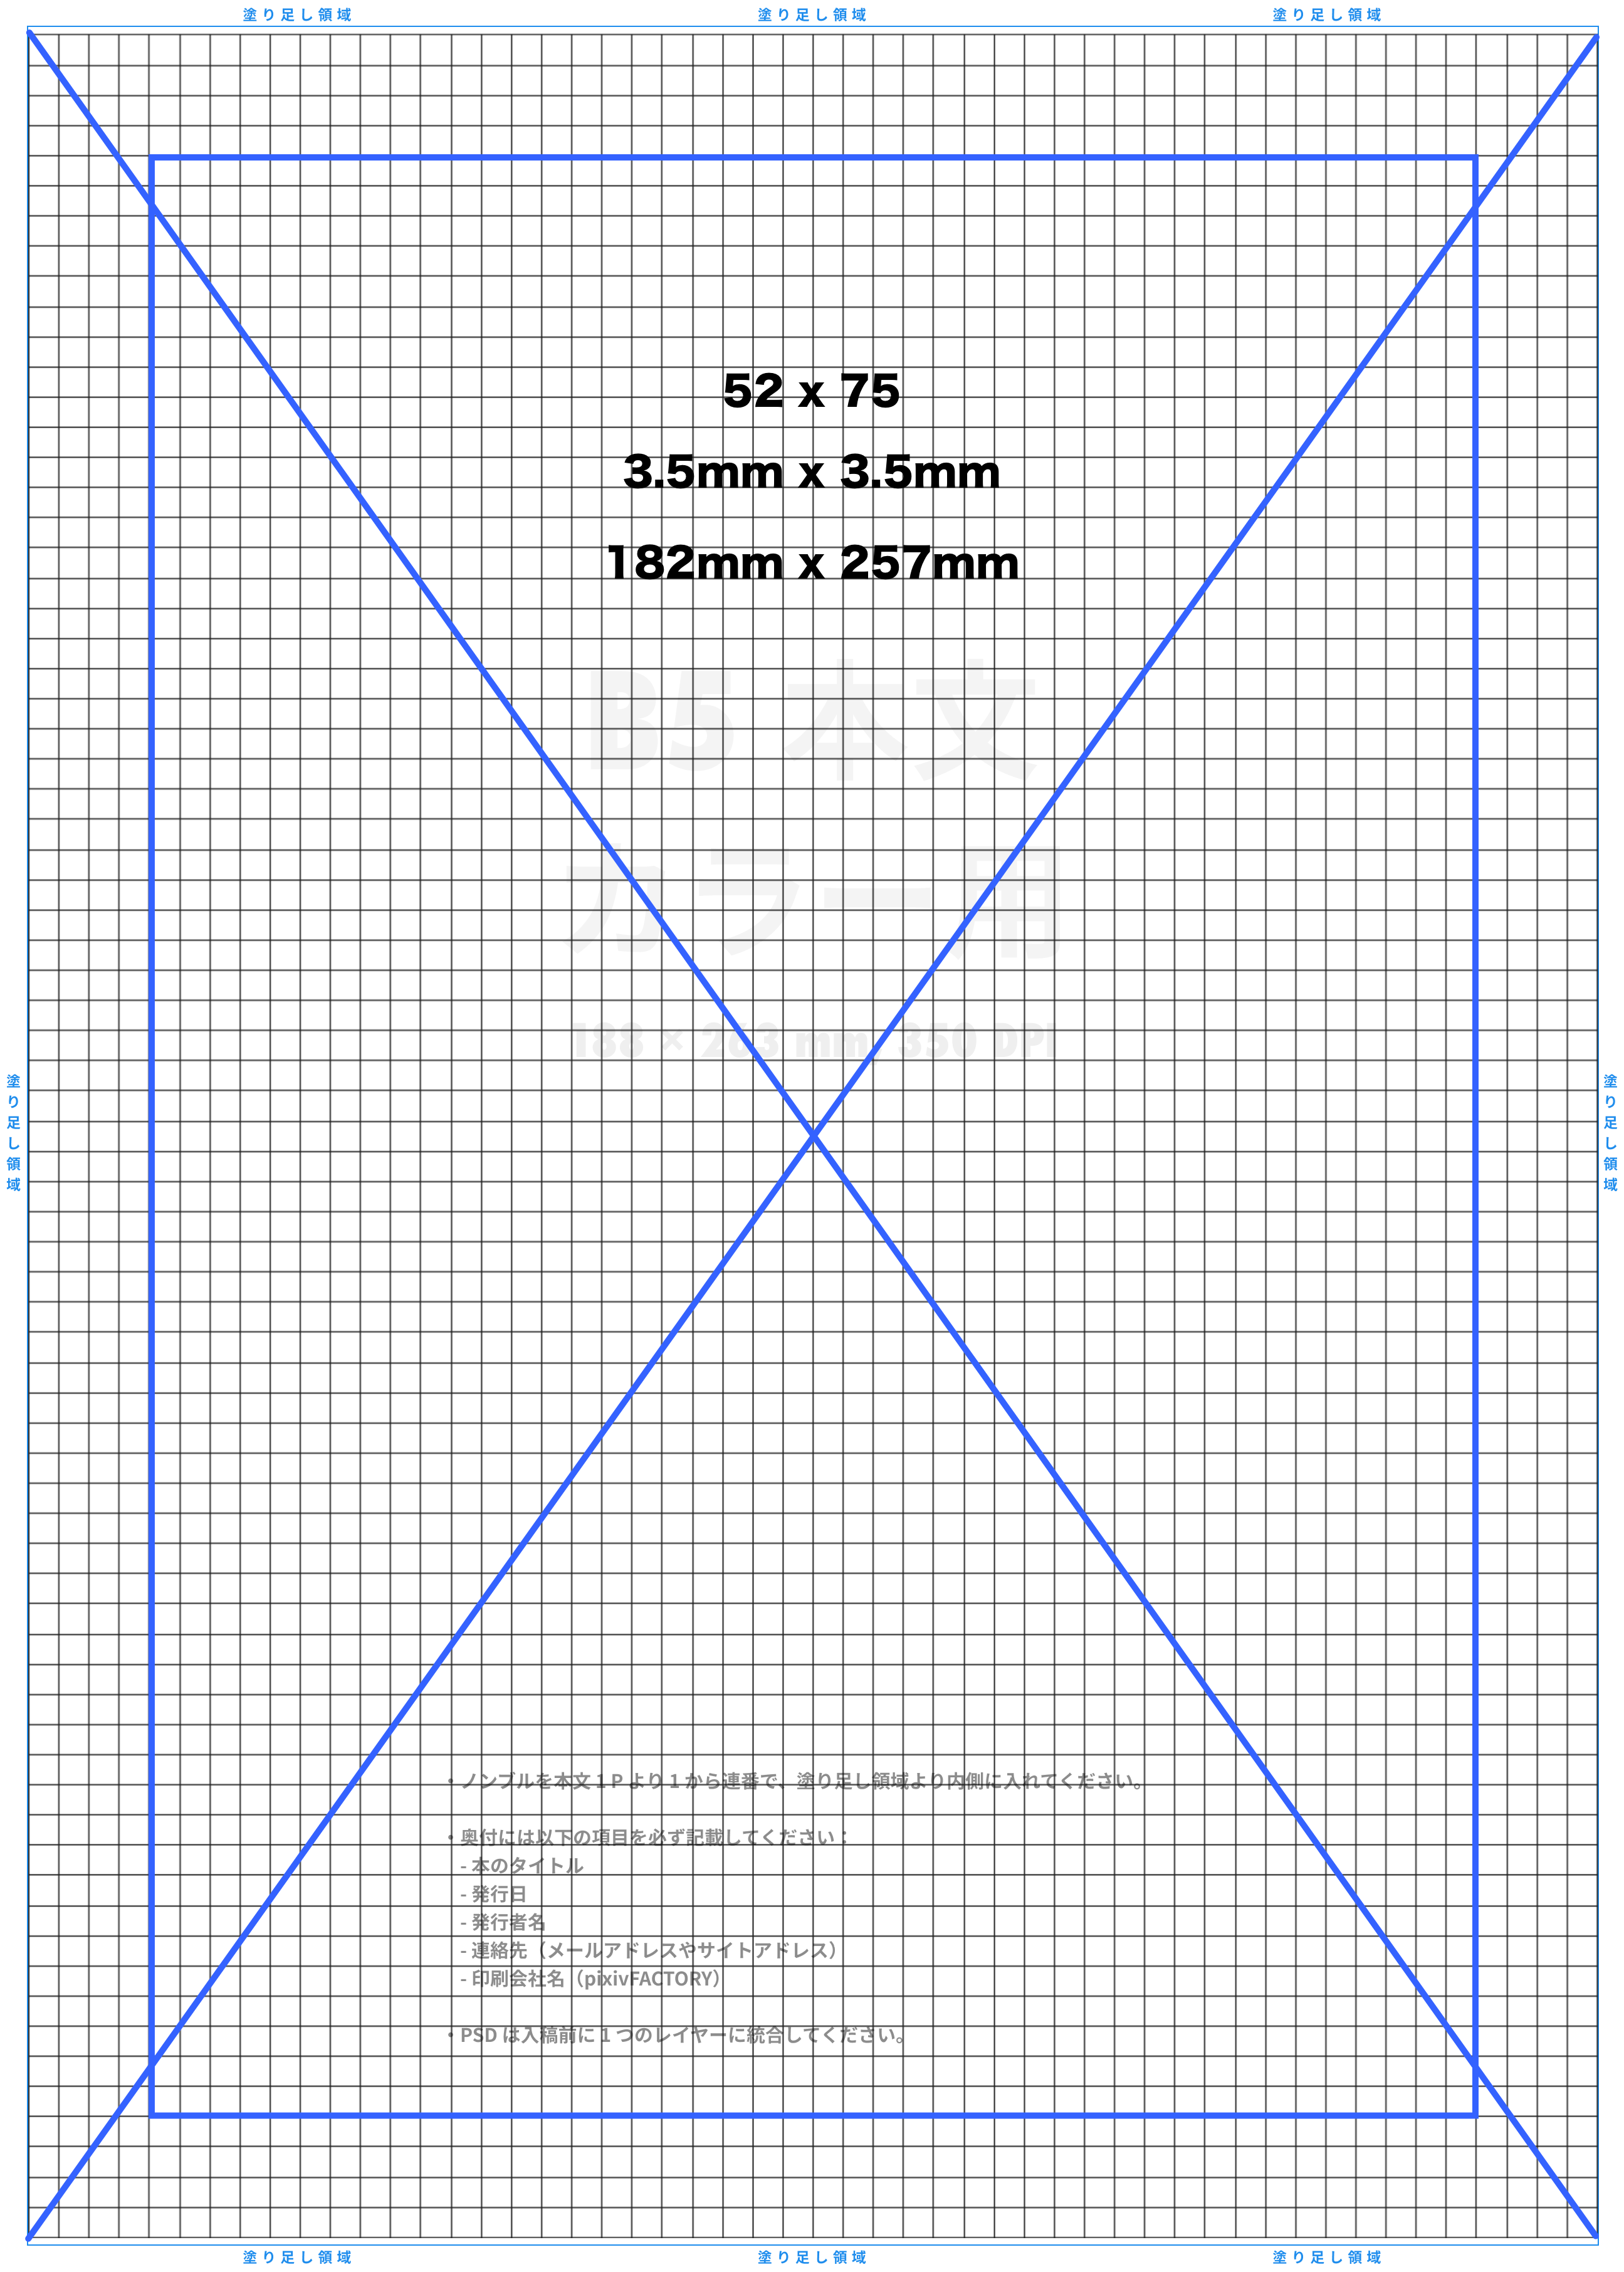 塗り足し領域 塗り足し領域 塗り足し領域
52 x 75
3.5mm x 3.5mm
182mm x 257mm
B5 本文
カラー用
188 × 263 mm, 350 DPI
塗り足し領域
塗り足し領域
・ノンブルを本文 1 P より 1 から連番で、塗り足し領域より内側に入れてください。
・奥付には以下の項目を必ず記載してください：
- 本のタイトル
- 発行日
- 発行者名
- 連絡先（メールアドレスやサイトアドレス）
- 印刷会社名（pixivFACTORY）
・PSD は入稿前に 1 つのレイヤーに統合してください。
塗り足し領域 塗り足し領域 塗り足し領域